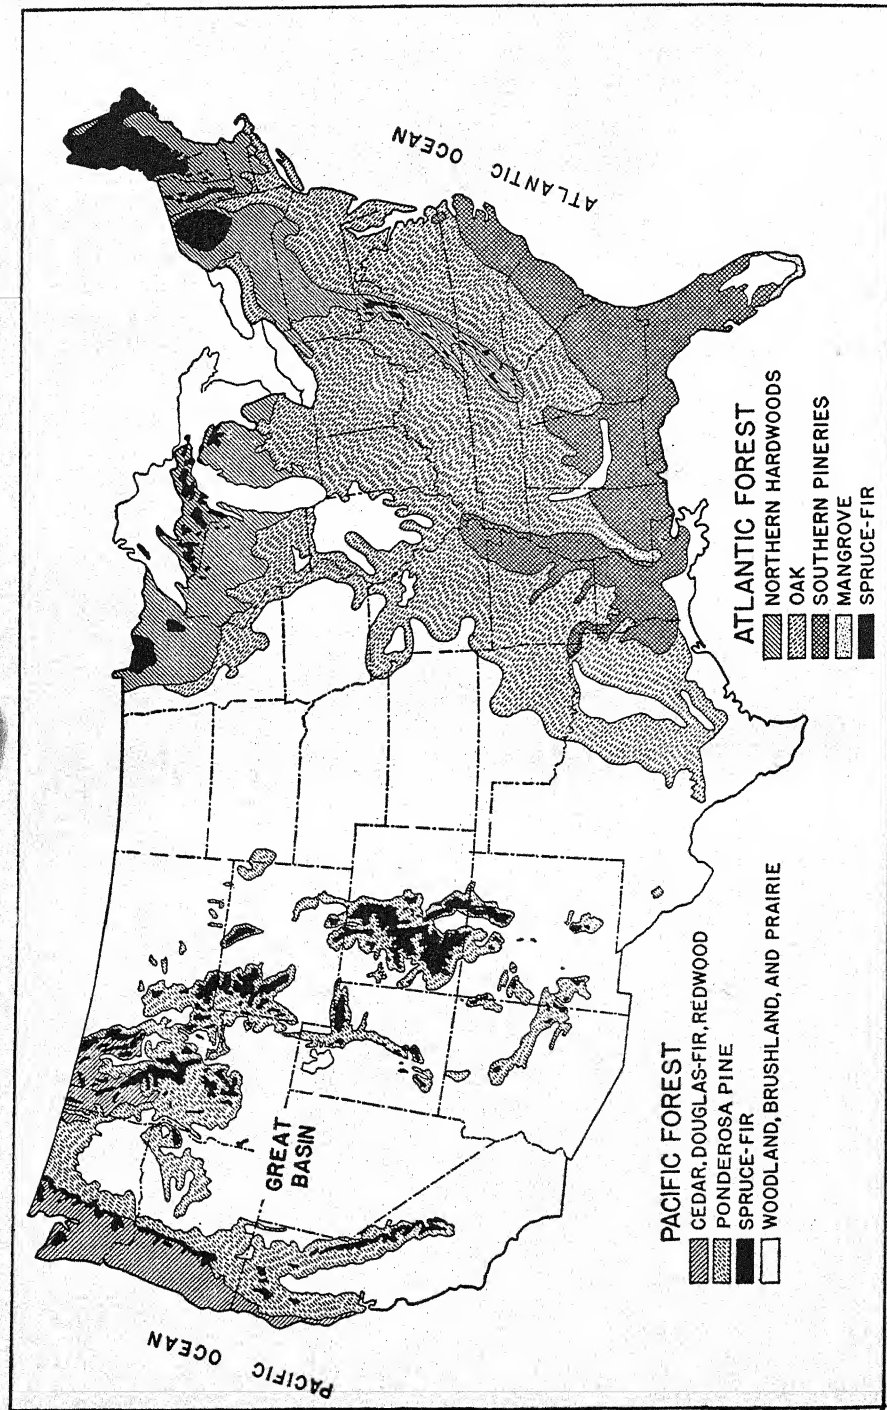 PACIFIC OCEAN
ATLANTIC OCEAN
GREAT
BASIN
PACIFIC FOREST
CEDAR, DOUGLAS-FIR, REDWOOD
PONDEROSA PINE
SPRUCE-FIR
WOODLAND, BRUSHLAND, AND PRAIRIE
ATLANTIC FOREST
NORTHERN HARDWOODS
OAK
SOUTHERN PINERIES
MANGROVE
SPRUCE-FIR